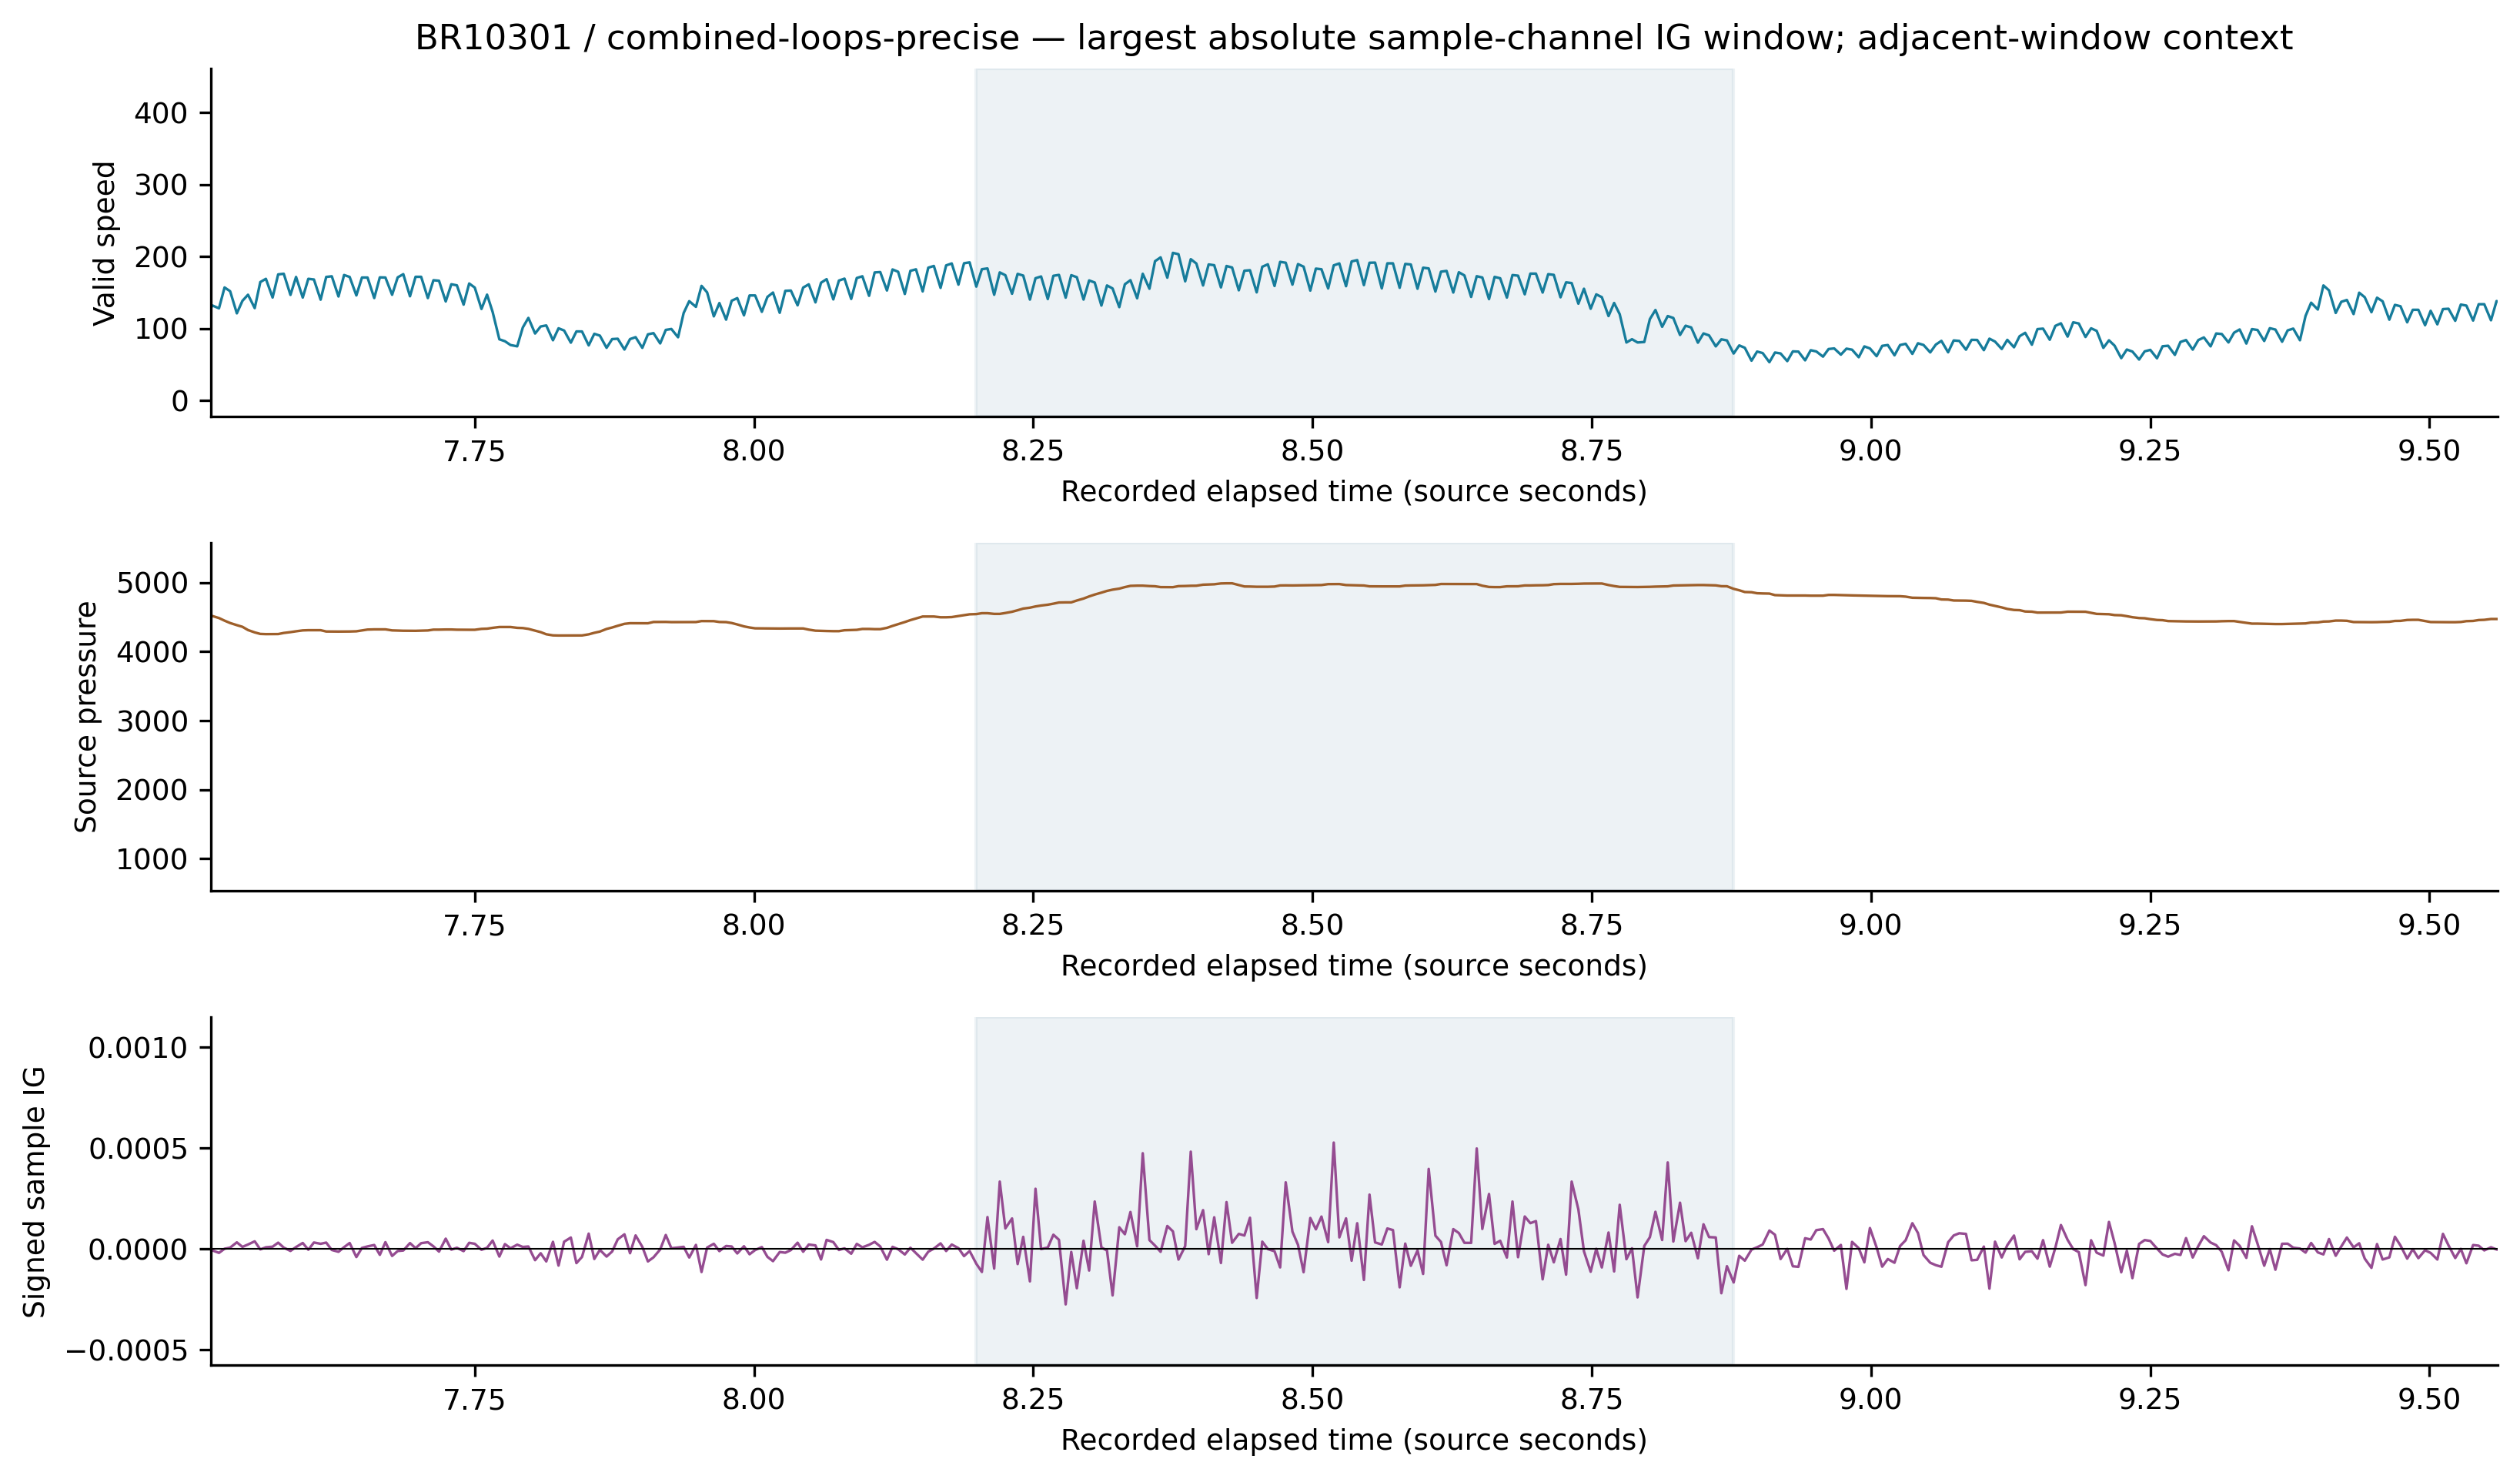 BR10301 / combined-loops-precise — largest absolute sample-channel IG window; adjacent-window context
Valid speed
400
300
200
100
0
7.75 8.00 8.25 8.50 8.75 9.00 9.25 9.50
Recorded elapsed time (source seconds)
Source pressure
5000
4000
3000
2000
1000
7.75 8.00 8.25 8.50 8.75 9.00 9.25 9.50
Recorded elapsed time (source seconds)
Signed sample IG
0.0010
0.0005
0.0000
−0.0005
7.75 8.00 8.25 8.50 8.75 9.00 9.25 9.50
Recorded elapsed time (source seconds)